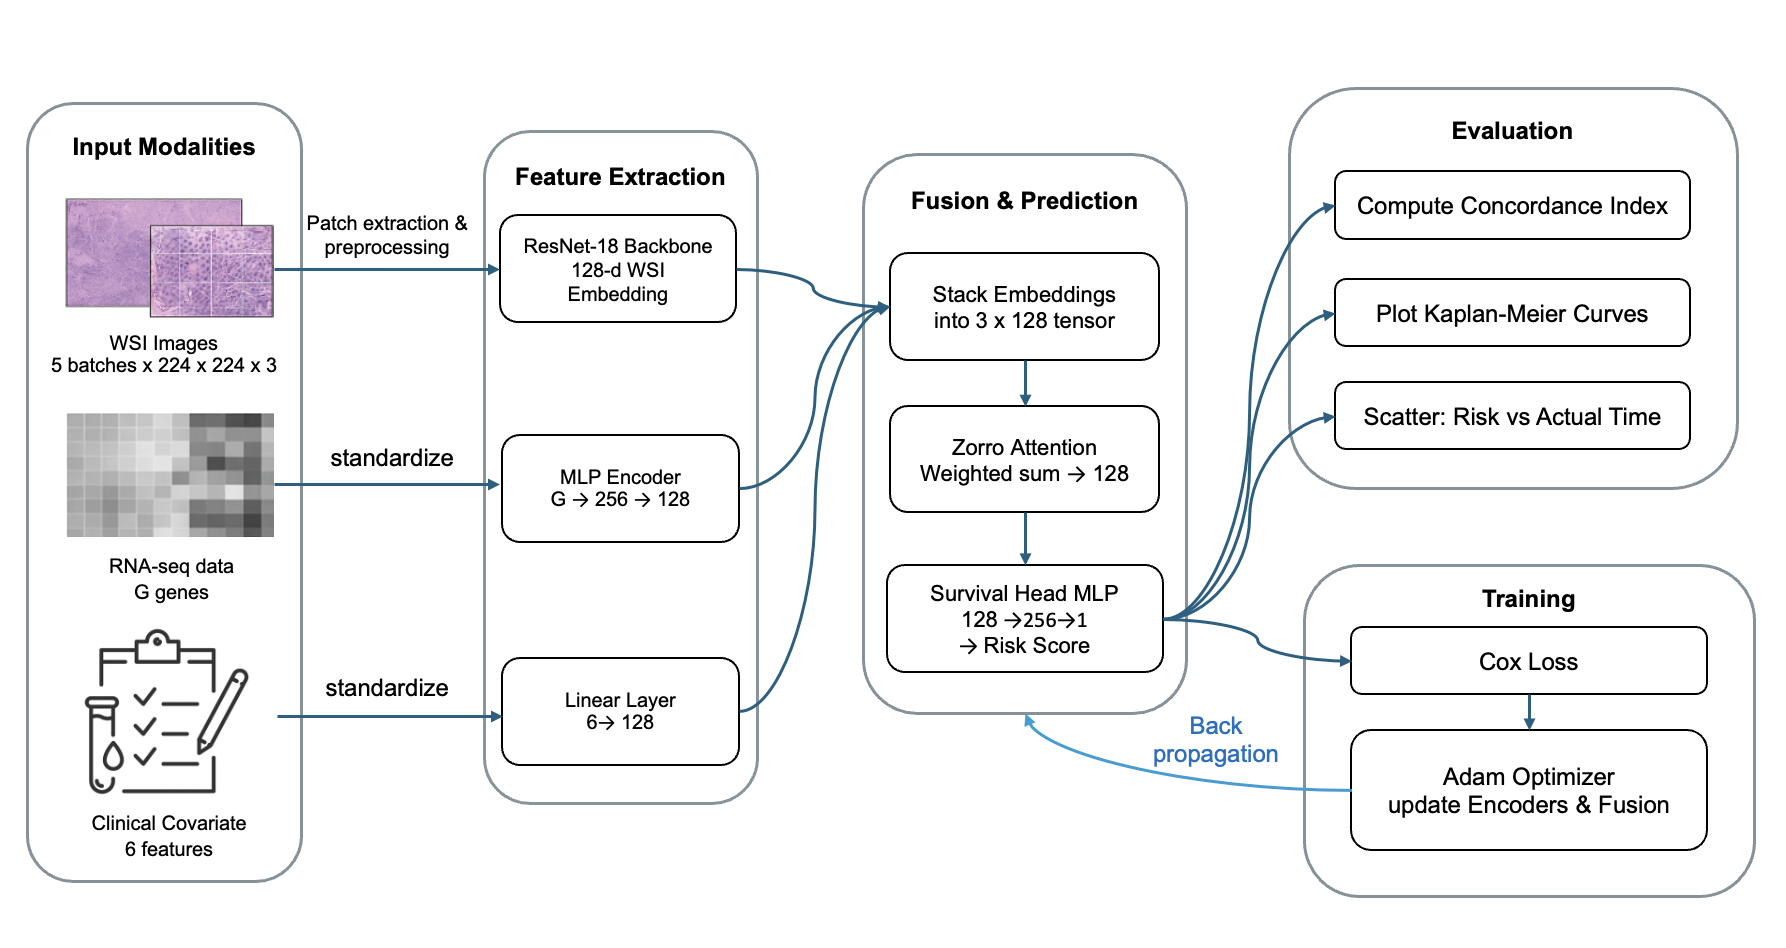 Input Modalities
WSI Images
5 batches x 224 x 224 x 3
RNA-seq data
G genes
Clinical Covariate
6 features
Patch extraction &
preprocessing
standardize
standardize
Feature Extraction
ResNet-18 Backbone
128-d WSI
Embedding
MLP Encoder
G → 256 → 128
Linear Layer
6→ 128
Fusion & Prediction
Stack Embeddings
into 3 x 128 tensor
Zorro Attention
Weighted sum → 128
Survival Head MLP
128 →256→1
→ Risk Score
Evaluation
Compute Concordance Index
Plot Kaplan-Meier Curves
Scatter: Risk vs Actual Time
Training
Cox Loss
Adam Optimizer
update Encoders & Fusion
Back
propagation